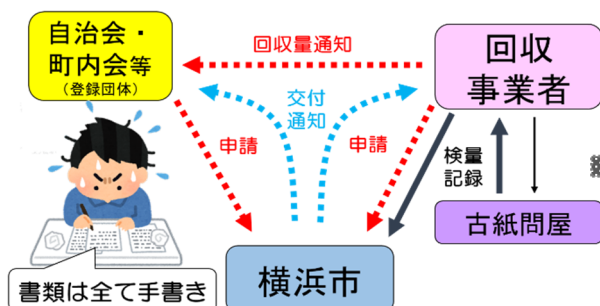 自治会・
町内会等
（登録団体）
回収量通知
回収
事業者
交付
通知
申請
申請
検量
記録
古紙問屋
横浜市
書類は全て手書き